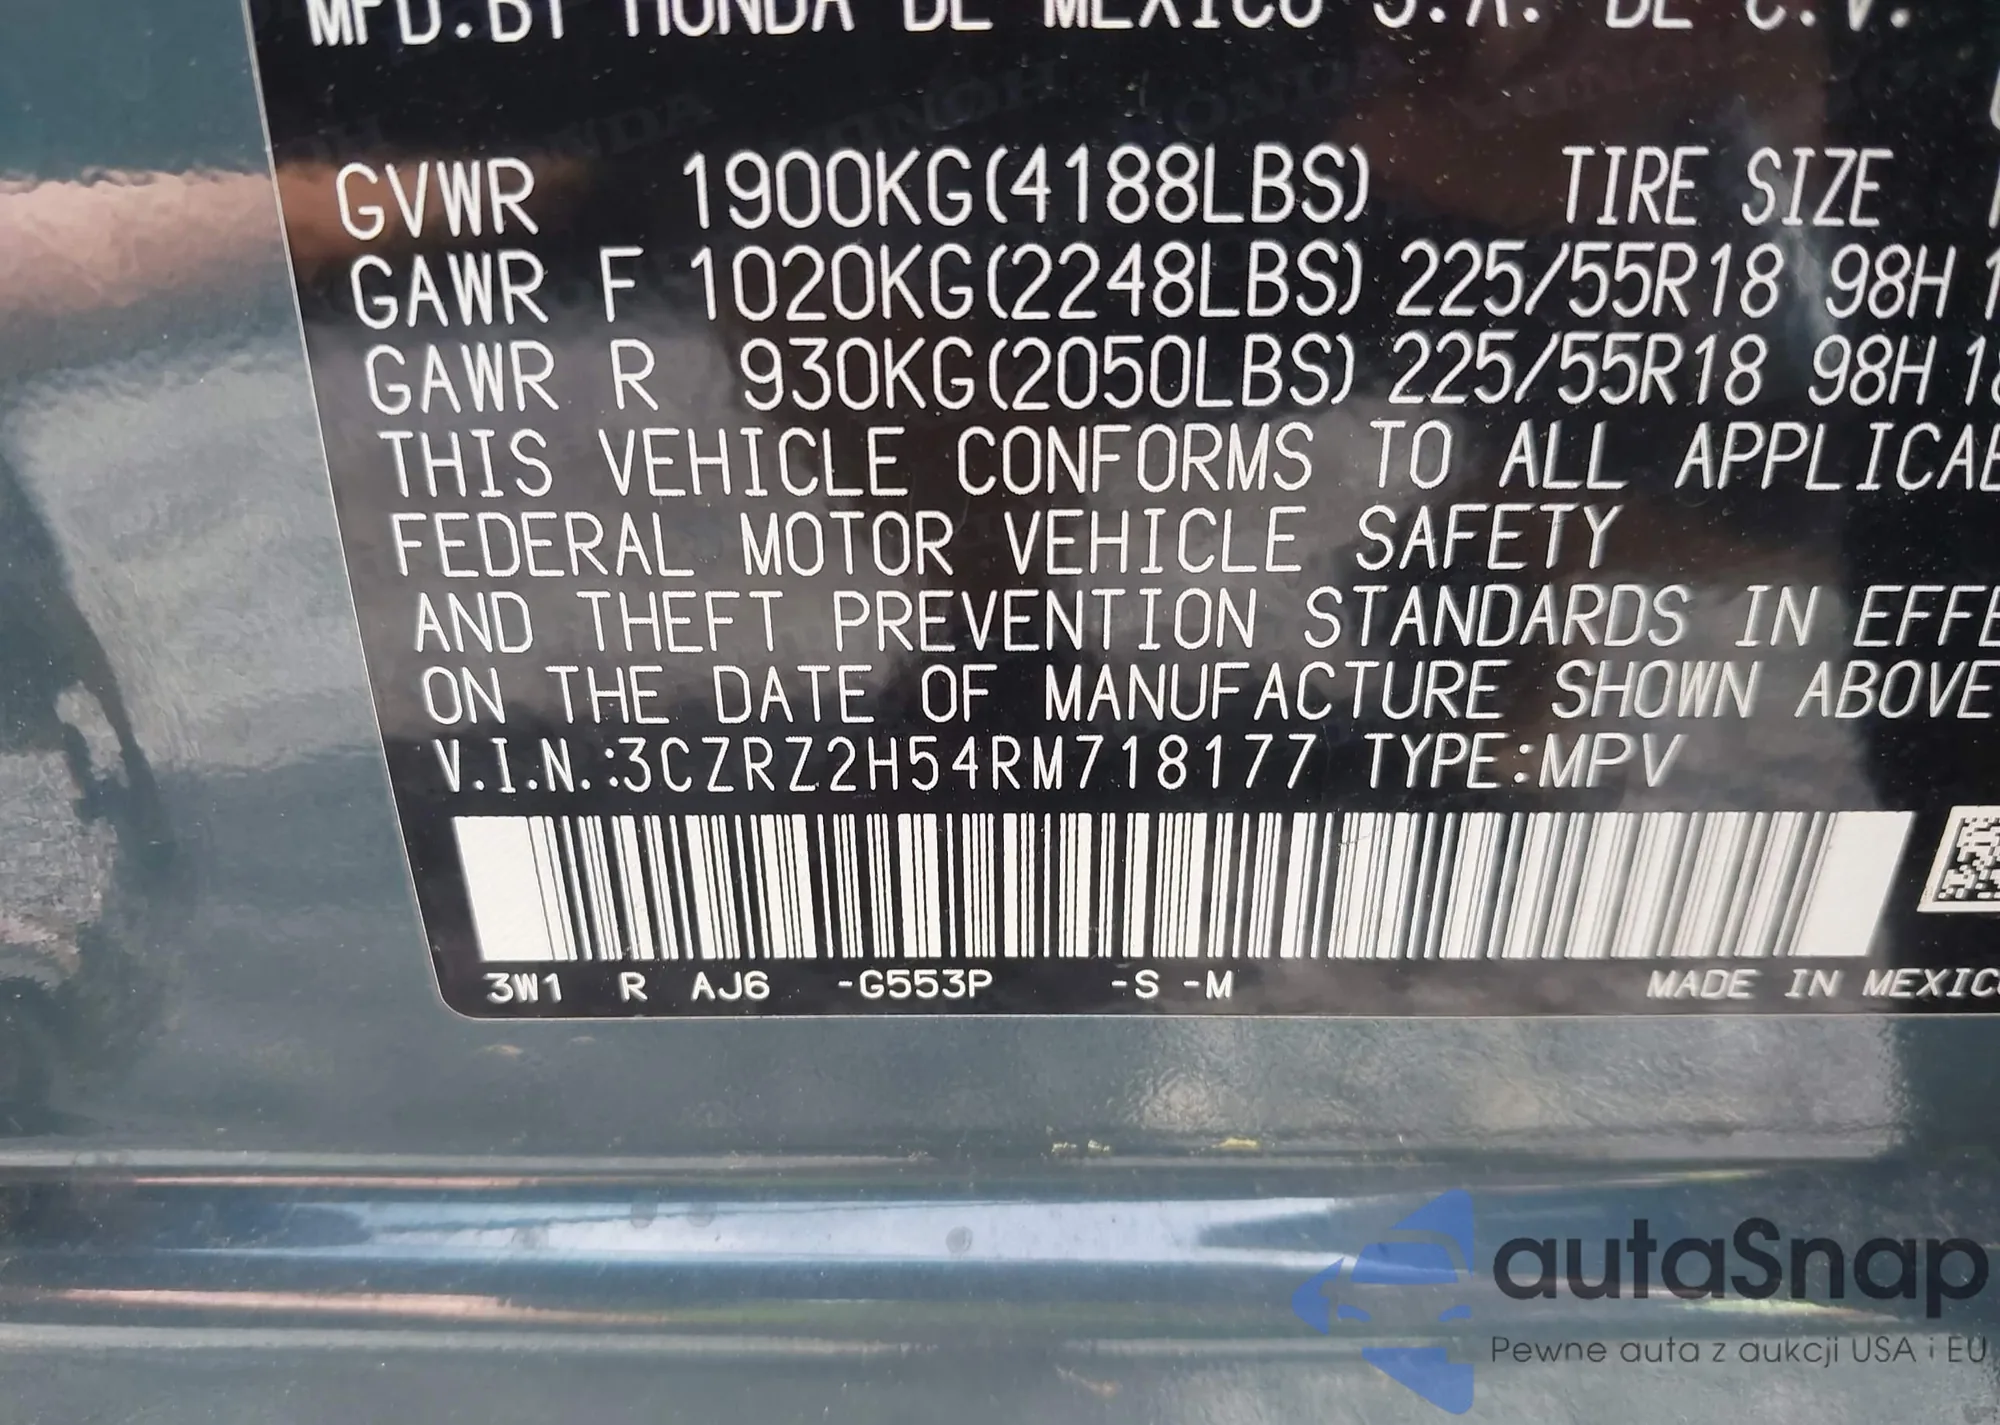 MFD.BY HONDA DE MEXICO S.A. DE C.V.
GVWR 1900KG(4188LBS) TIRE SIZE
GAWR F 1020KG(2248LBS) 225/55R18 98H
GAWR R 930KG(2050LBS) 225/55R18 98H
THIS VEHICLE CONFORMS TO ALL APPLICAB
FEDERAL MOTOR VEHICLE SAFETY
AND THEFT PREVENTION STANDARDS IN EFFE
ON THE DATE OF MANUFACTURE SHOWN ABOVE
V.I.N.:3CZRZ2H54RM718177 TYPE:MPV
3W1 R AJ6 -G553P -S -M MADE IN MEXICO
autaSnap
Pewne auta z aukcji USA i EU